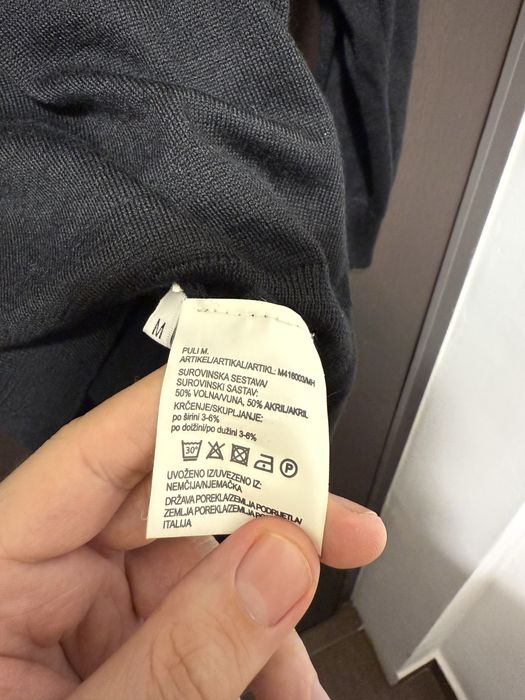 M
PULI M.
ARTIKEL/ARTIKAL/ARTIKL: M416003/MH
SUROVINSKA SESTAVA/
SUROVINSKI SASTAV:
50% VOLNA/VUNA, 50% AKRIL/AKRIL
KRČENJE/SKUPLJANJE:
po širini 3-6%
po dolžini/po dužini 3-6%
30°
P
UVOŽENO IZ/UVEZENO IZ:
NEMČIJA/NJEMAČKA
DRŽAVA POREKLA/ZEMLJA PODRIJETLA/
ZEMLJA POREKLA/ZEMLJA
ITALIJA